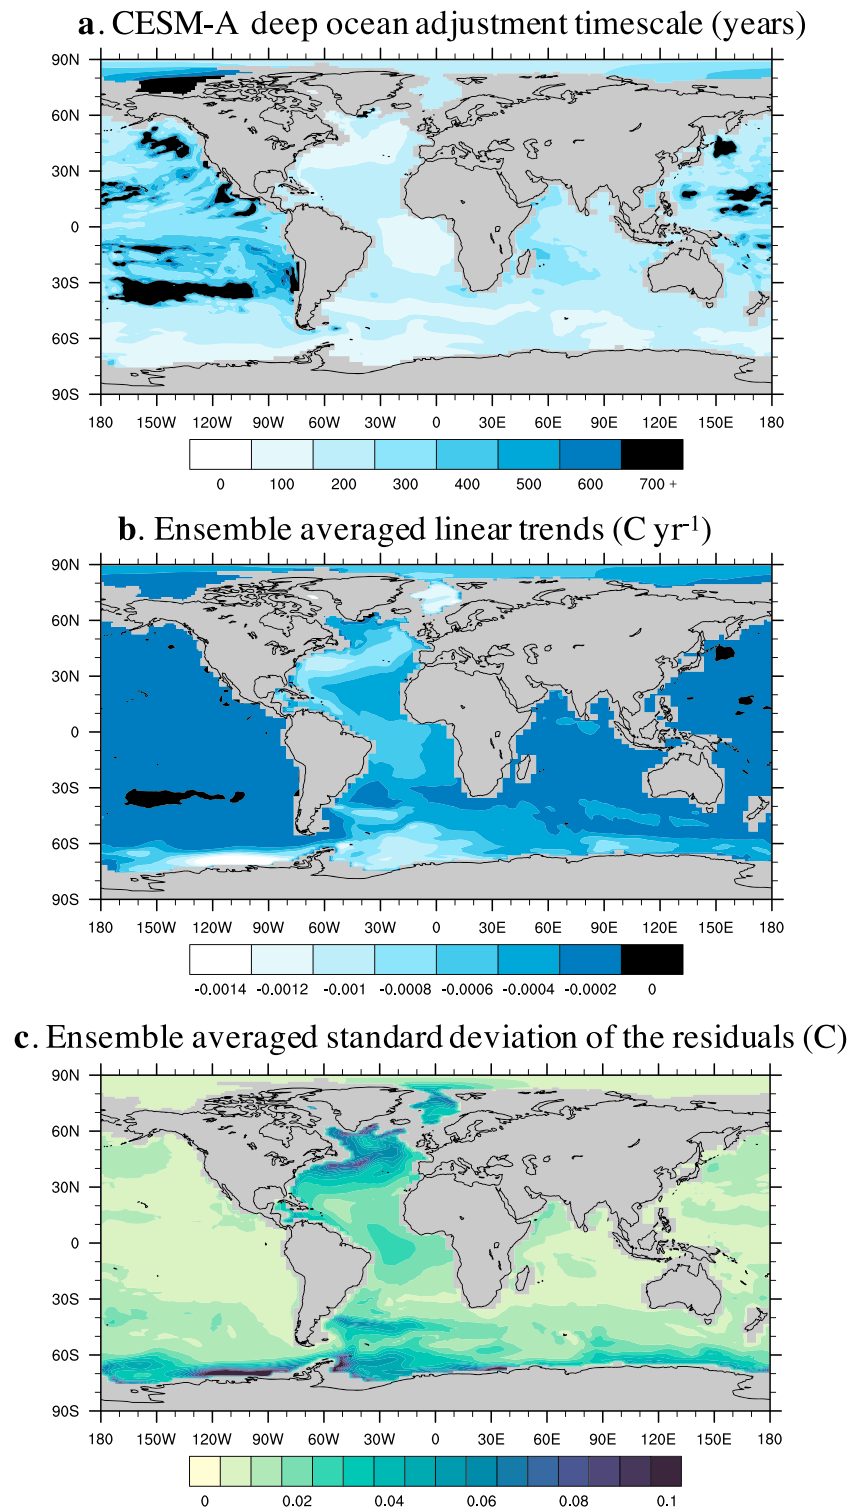 a. CESM-A deep ocean adjustment timescale (years)
90N
60N
30N
0
30S
60S
90S
180 150W 120W 90W 60W 30W 0 30E 60E 90E 120E 150E 180
0 100 200 300 400 500 600 700 +
b. Ensemble averaged linear trends (C yr-1)
90N
60N
30N
0
30S
60S
90S
180 150W 120W 90W 60W 30W 0 30E 60E 90E 120E 150E 180
-0.0014 -0.0012 -0.001 -0.0008 -0.0006 -0.0004 -0.0002 0
c. Ensemble averaged standard deviation of the residuals (C)
90N
60N
30N
0
30S
60S
90S
180 150W 120W 90W 60W 30W 0 30E 60E 90E 120E 150E 180
0 0.02 0.04 0.06 0.08 0.1